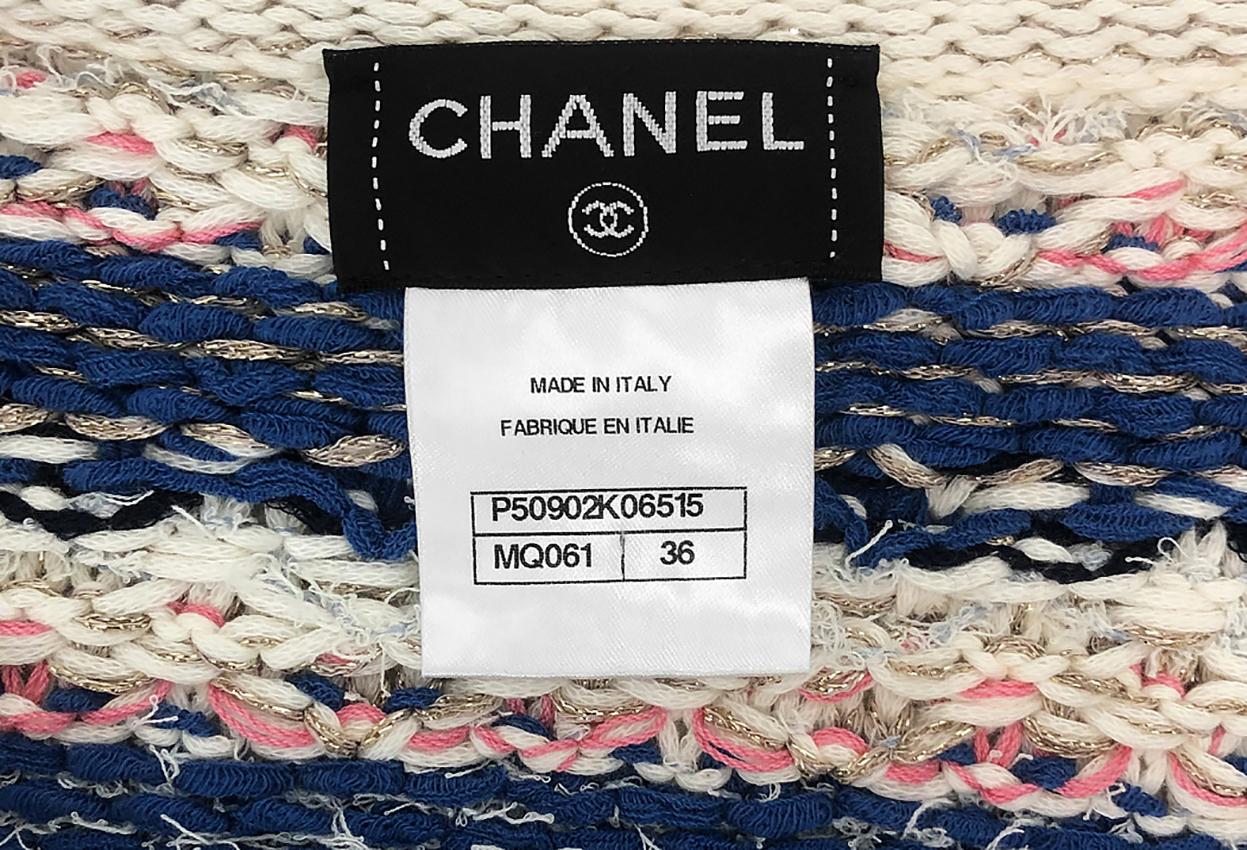 CHANEL
MADE IN ITALY
FABRIQUE EN ITALIE
P50902K06515
MQ061 36